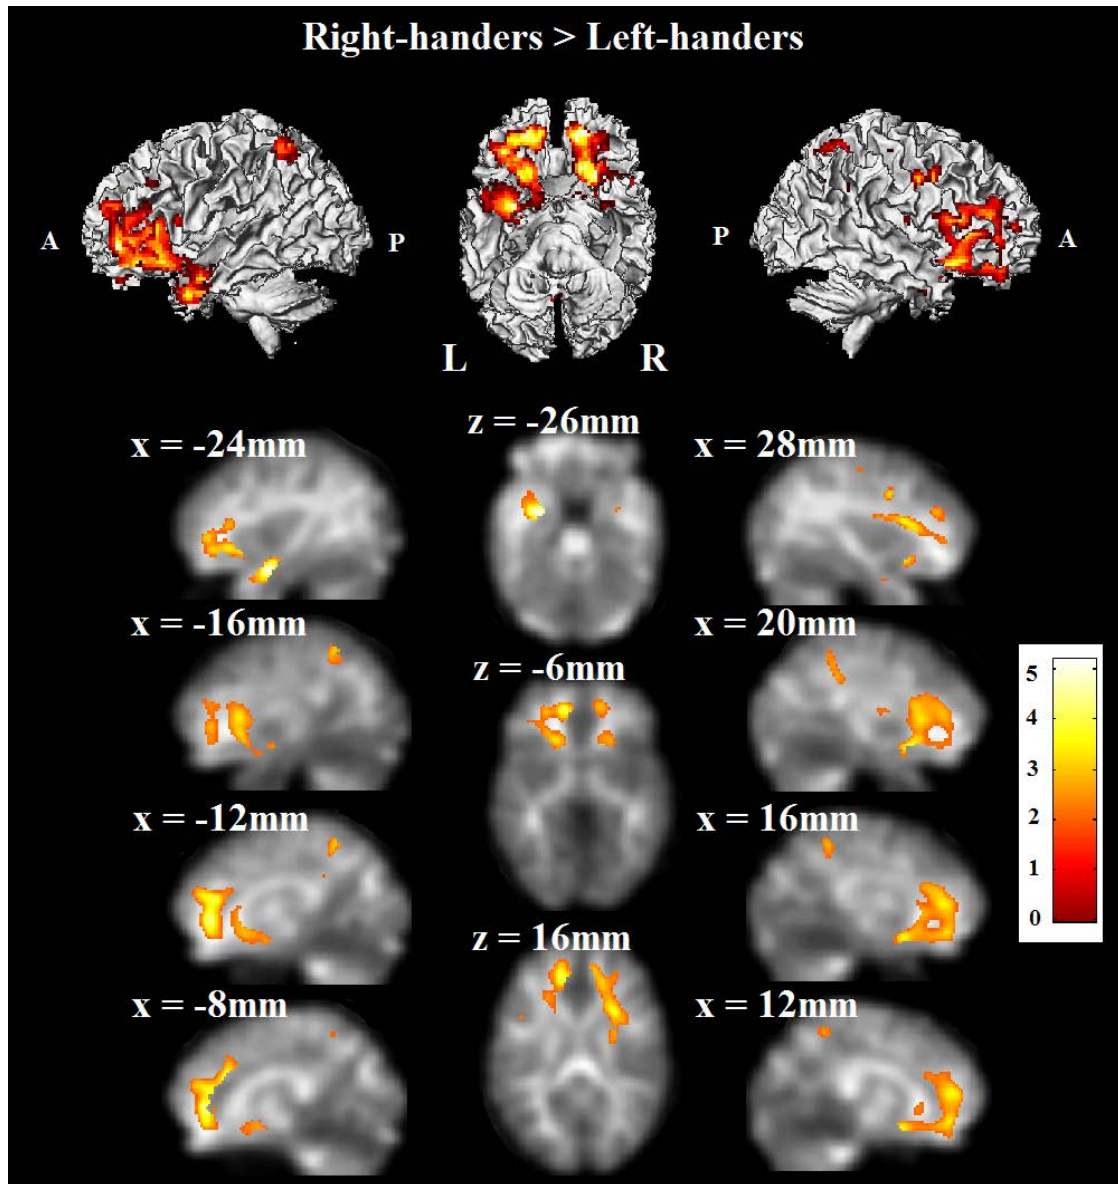 Right-handers > Left-handers
A
P
P
A
L
R
x = -24mm
z = -26mm
x = 28mm
x = -16mm
z = -6mm
x = 20mm
5
4
3
2
1
0
x = -12mm
z = 16mm
x = 16mm
x = -8mm
x = 12mm